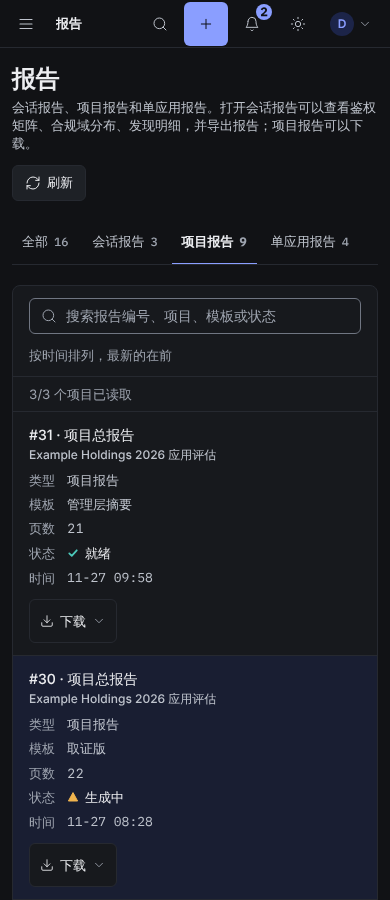 报告
2
D
报告
会话报告、项目报告和单应用报告。打开会话报告可以查看鉴权
矩阵、合规域分布、发现明细，并导出报告；项目报告可以下
载。
刷新
全部 16 会话报告 3 项目报告 9 单应用报告 4
搜索报告编号、项目、模板或状态
按时间排列，最新的在前
3/3 个项目已读取
#31 · 项目总报告
Example Holdings 2026 应用评估
类型 项目报告
模板 管理层摘要
页数 21
状态 就绪
时间 11-27 09:58
下载
#30 · 项目总报告
Example Holdings 2026 应用评估
类型 项目报告
模板 取证版
页数 22
状态 生成中
时间 11-27 08:28
下载